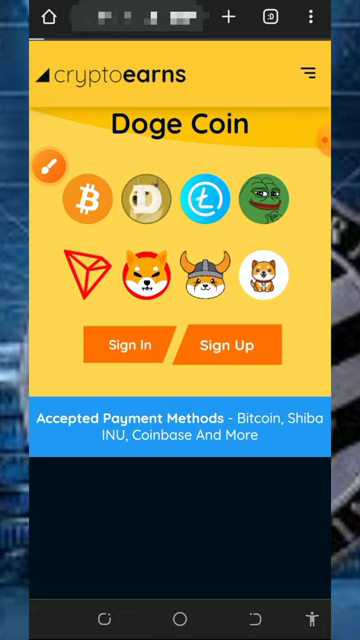 :D
cryptoearns
Doge Coin
Sign In
Sign Up
Accepted Payment Methods - Bitcoin, Shiba
INU, Coinbase And More